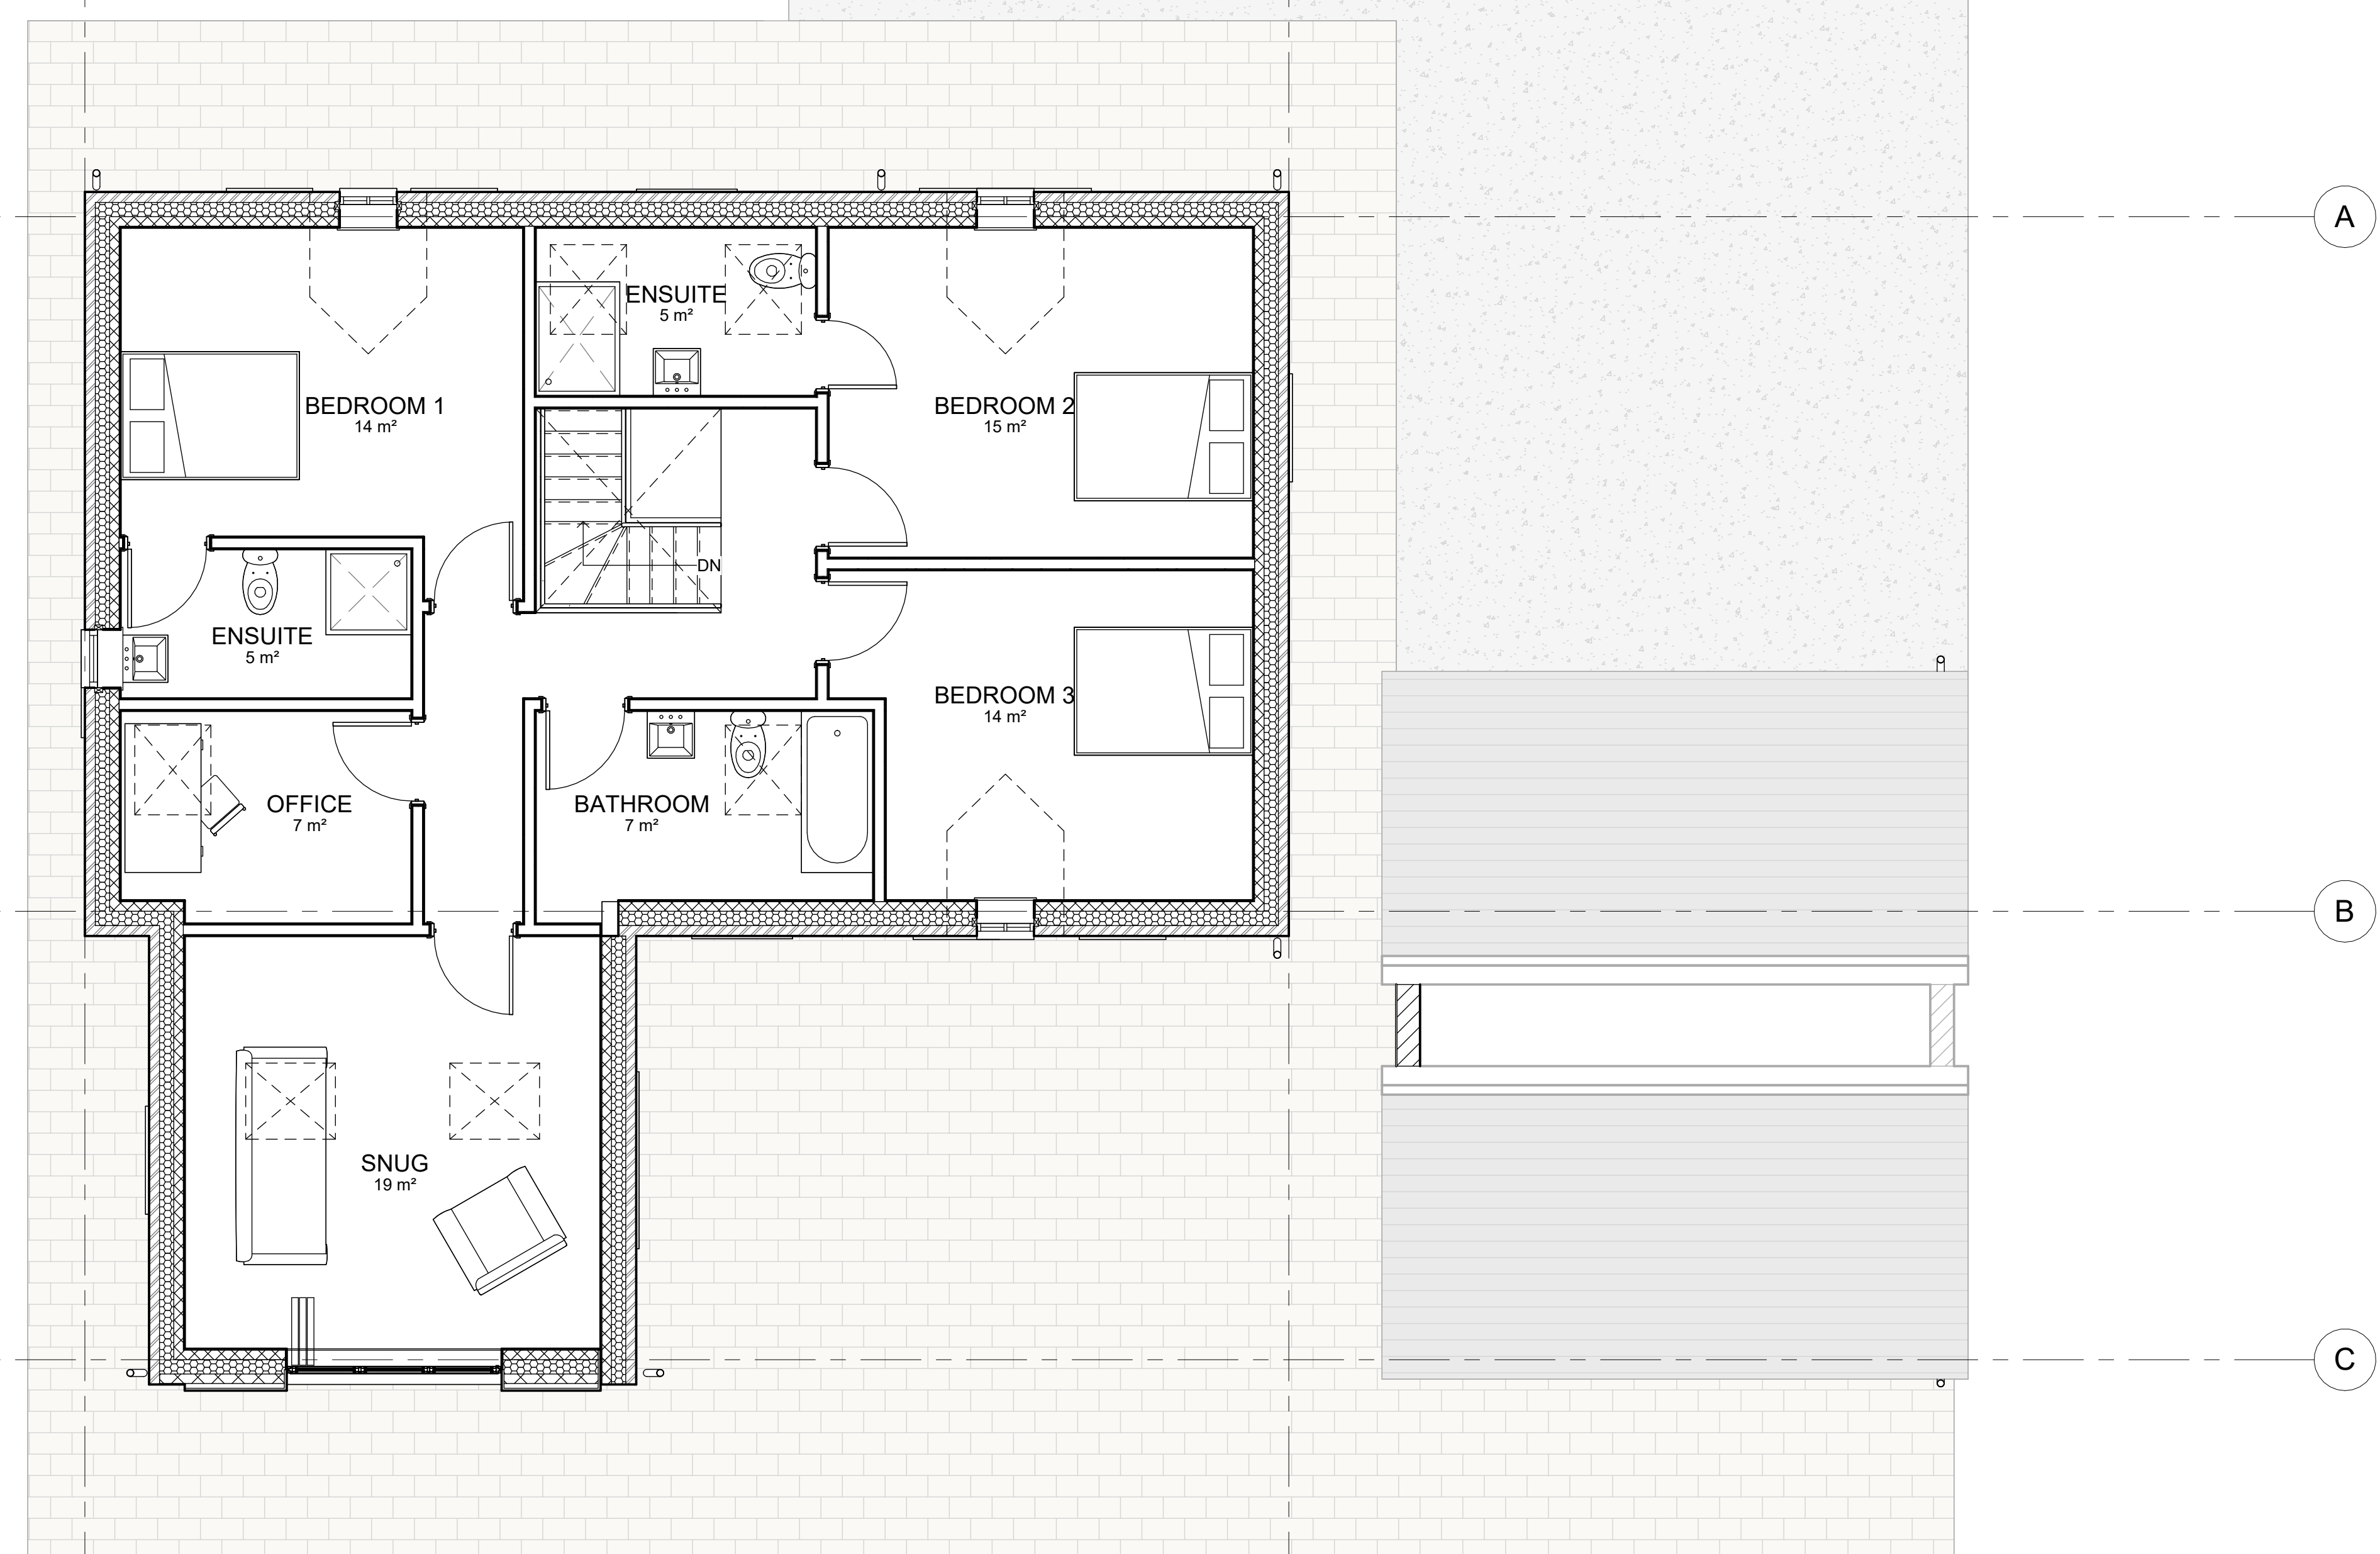 A
ENSUITE
5 m²
BEDROOM 1
14 m²
BEDROOM 2
15 m²
DN
ENSUITE
5 m²
BEDROOM 3
14 m²
OFFICE
7 m²
BATHROOM
7 m²
B
SNUG
19 m²
C